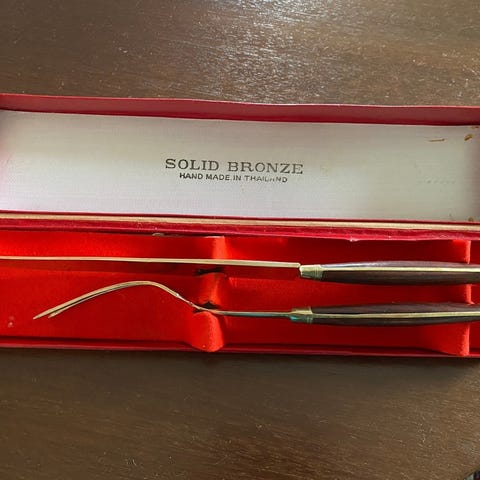 SOLID BRONZE
HAND MADE.IN THAILAND